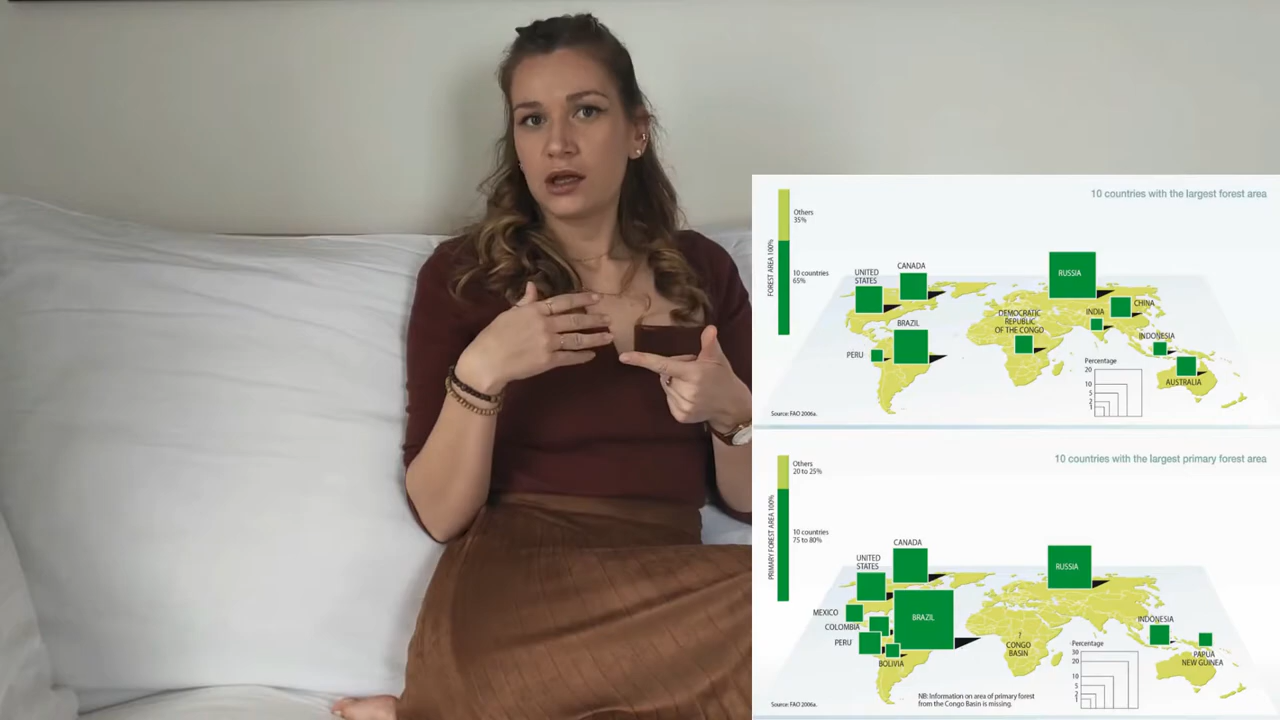 10 countries with the largest forest area
FOREST AREA 100%
Others
35%
10 countries
65%
UNITED
STATES
CANADA
RUSSIA
CHINA
INDIA
DEMOCRATIC
REPUBLIC
OF THE CONGO
BRAZIL
PERU
INDONESIA
AUSTRALIA
Percentage
20
10
5
2
1
Source: FAO 2006a.
10 countries with the largest primary forest area
PRIMARY FOREST AREA 100%
Others
20 to 25%
10 countries
75 to 80%
UNITED
STATES
CANADA
RUSSIA
MEXICO
COLOMBIA
BRAZIL
PERU
BOLIVIA
?
CONGO
BASIN
INDONESIA
PAPUA
NEW GUINEA
Percentage
30
20
10
5
2
1
NB: Information on area of primary forest
from the Congo Basin is missing.
Source: FAO 2006a.